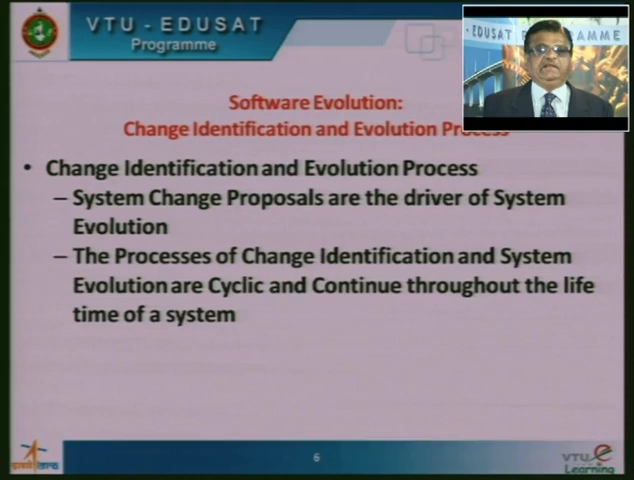 VTU - EDUSAT
Programme
- EDUSAT PROGRAMME
Software Evolution:
Change Identification and Evolution Process
• Change Identification and Evolution Process
– System Change Proposals are the driver of System
Evolution
– The Processes of Change Identification and System
Evolution are Cyclic and Continue throughout the life
time of a system
6
VTU e
Learning